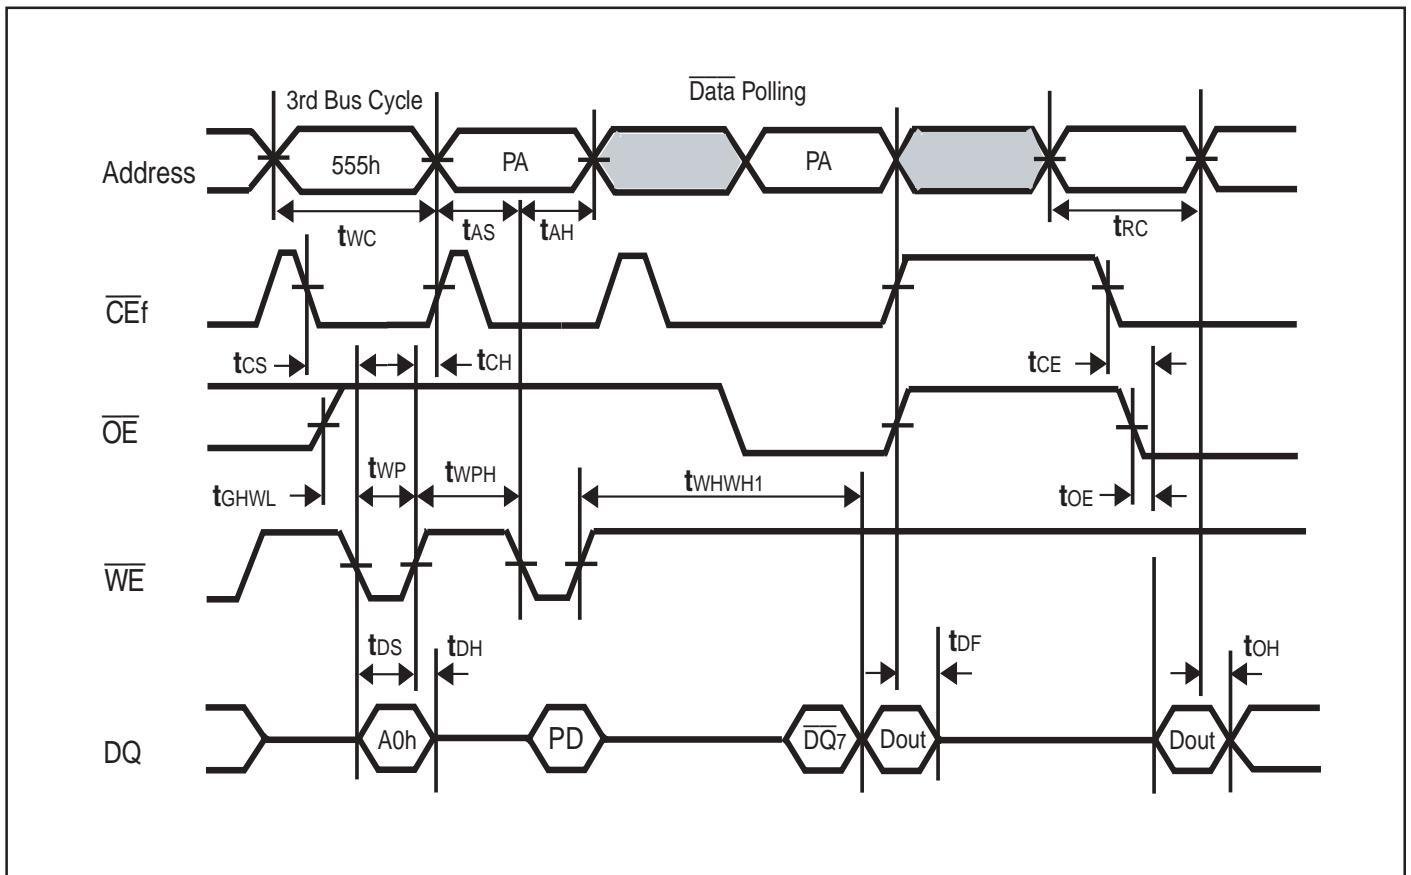 3rd Bus Cycle
Data Polling
Address
555h
PA
PA
tWC
tAS
tAH
tRC
CEf
tCS
tCH
tCE
OE
tWP
tWPH
tWHWH1
tGHWL
tOE
WE
tDS
tDH
tDF
tOH
DQ
A0h
PD
DQ7
Dout
Dout